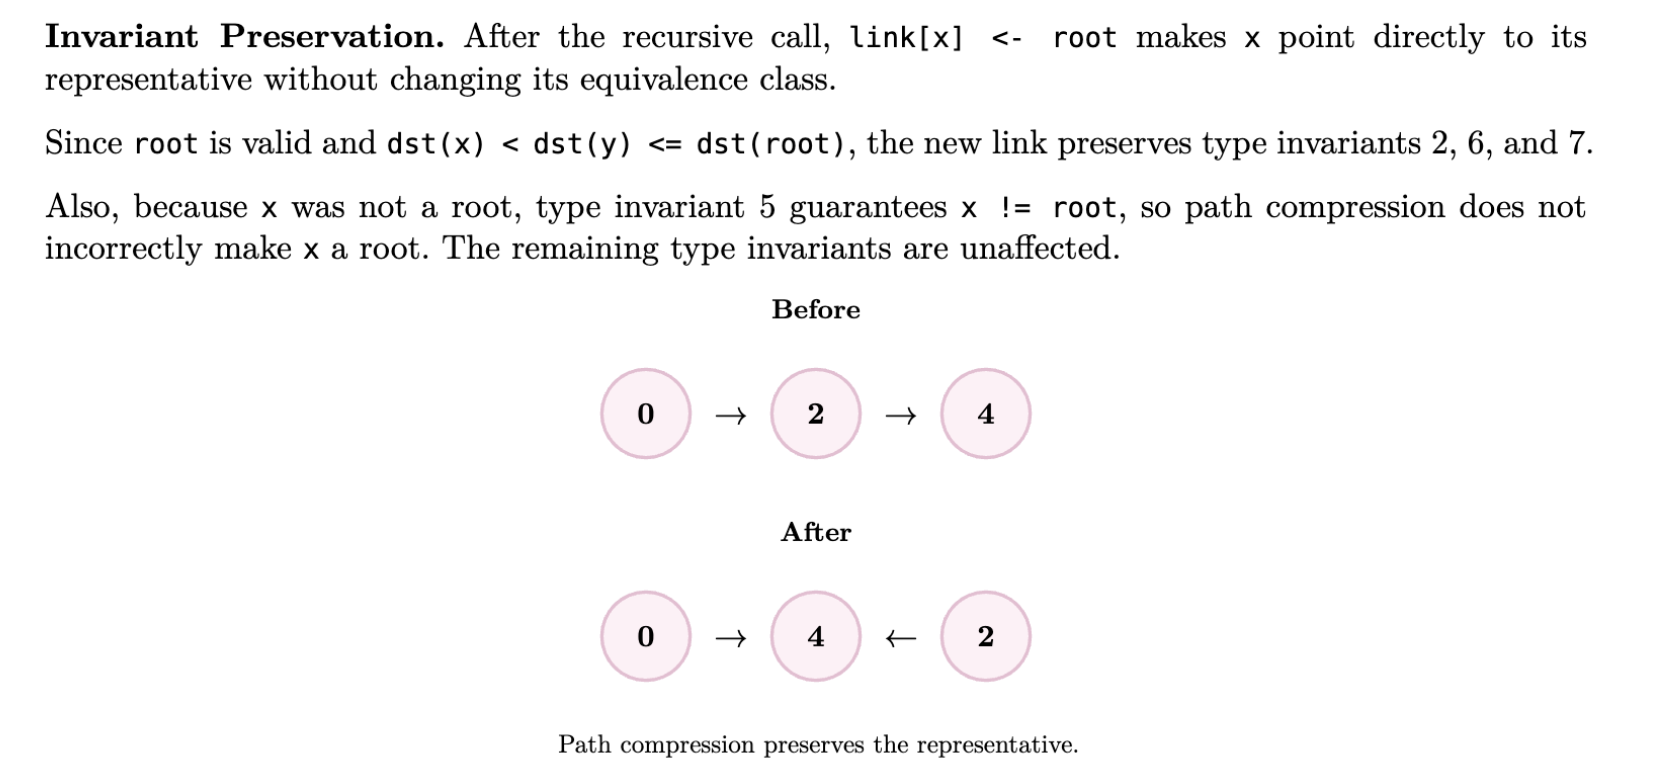 Invariant Preservation. After the recursive call, link[x] <- root makes x point directly to its
representative without changing its equivalence class.
Since root is valid and dst(x) < dst(y) <= dst(root), the new link preserves type invariants 2, 6, and 7.
Also, because x was not a root, type invariant 5 guarantees x != root, so path compression does not
incorrectly make x a root. The remaining type invariants are unaffected.
Before
0 → 2 → 4
After
0 → 4 ← 2
Path compression preserves the representative.